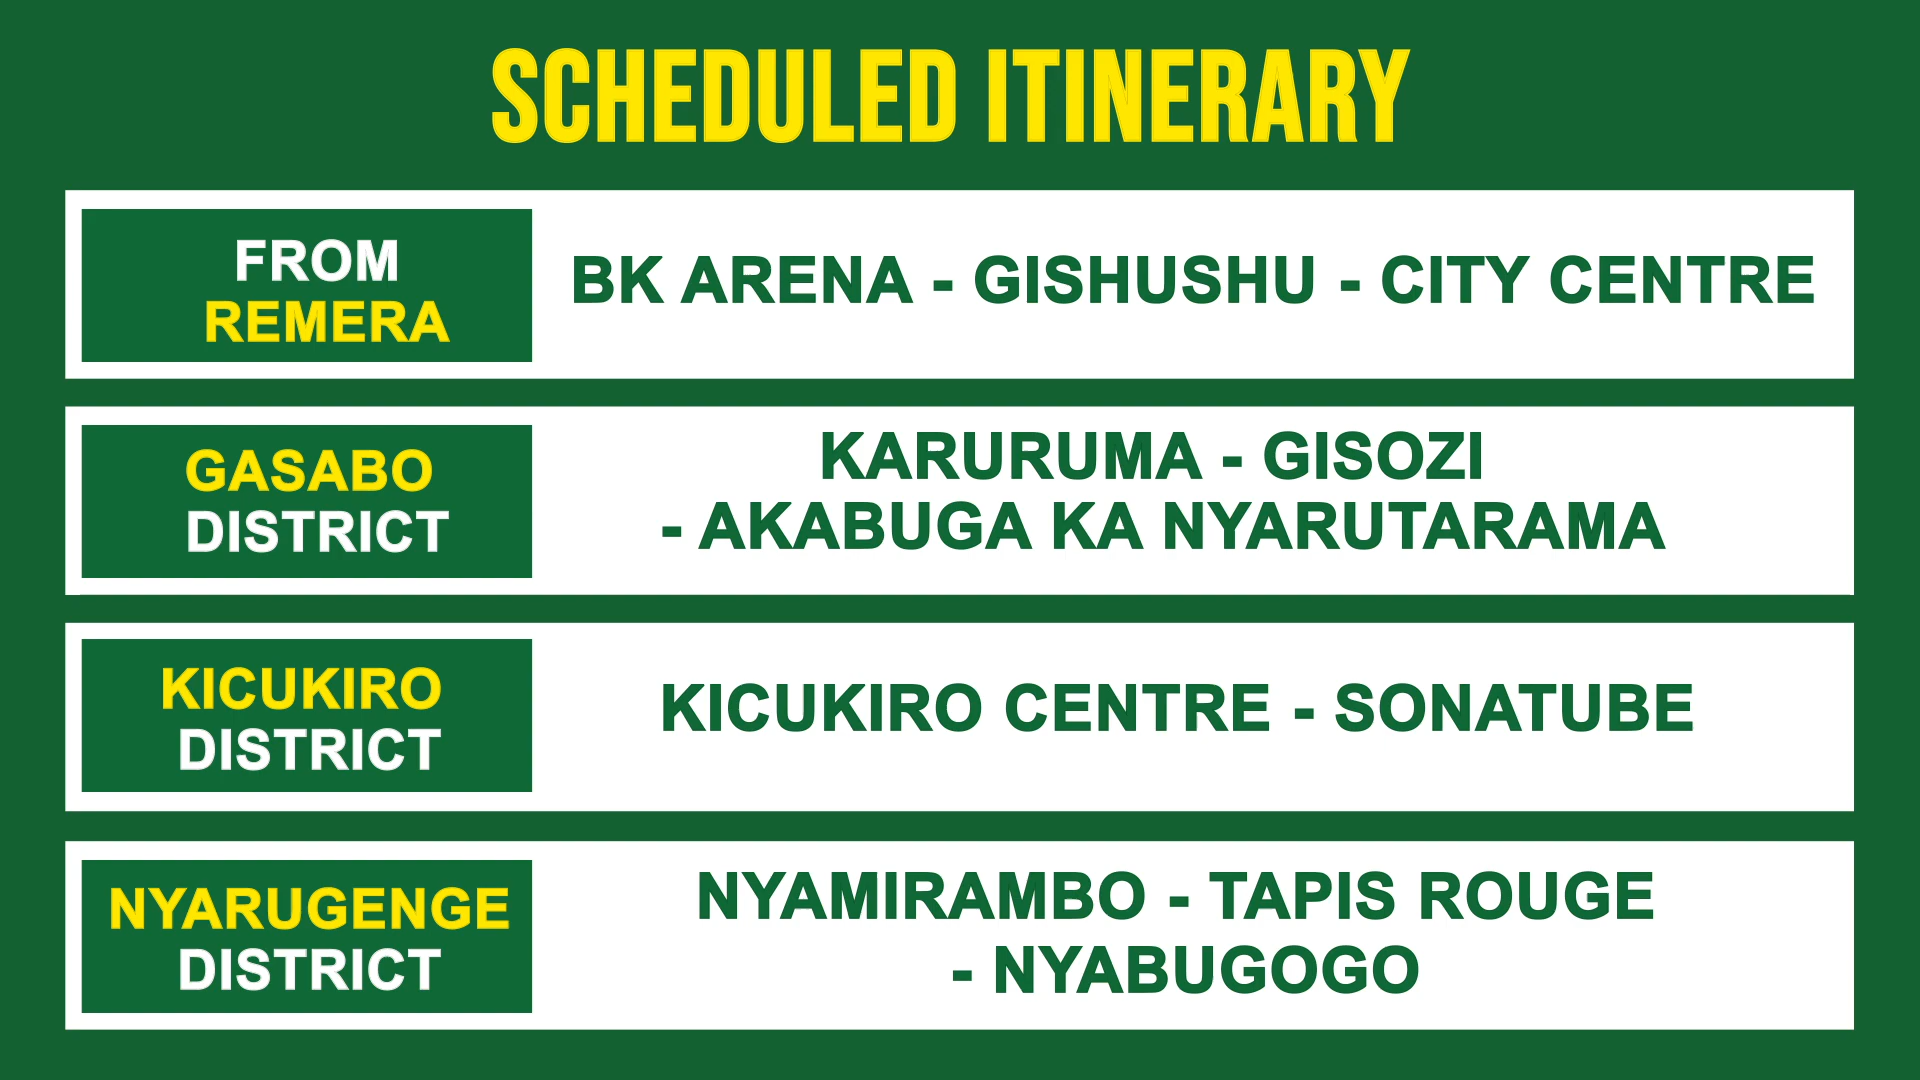 SCHEDULED ITINERARY
FROM
REMERA
BK ARENA - GISHUSHU - CITY CENTRE
GASABO
DISTRICT
KARURUMA - GISOZI
- AKABUGA KA NYARUTARAMA
KICUKIRO
DISTRICT
KICUKIRO CENTRE - SONATUBE
NYARUGENGE
DISTRICT
NYAMIRAMBO - TAPIS ROUGE
- NYABUGOGO